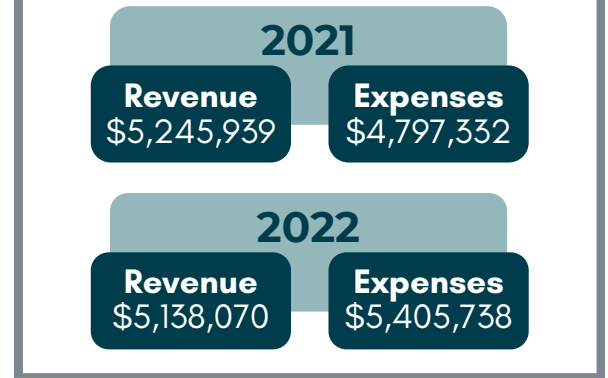 2021
Revenue
$5,245,939
Expenses
$4,797,332
2022
Revenue
$5,138,070
Expenses
$5,405,738